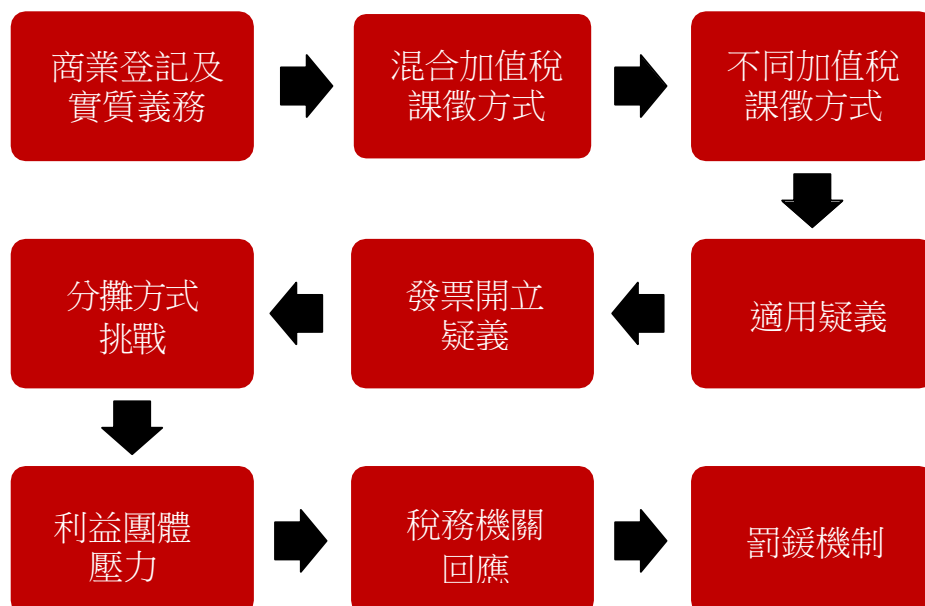 商業登記及
實質義務
混合加值稅
課徵方式
不同加值稅
課徵方式
適用疑義
發票開立
疑義
分攤方式
挑戰
利益團體
壓力
稅務機關
回應
罰鍰機制